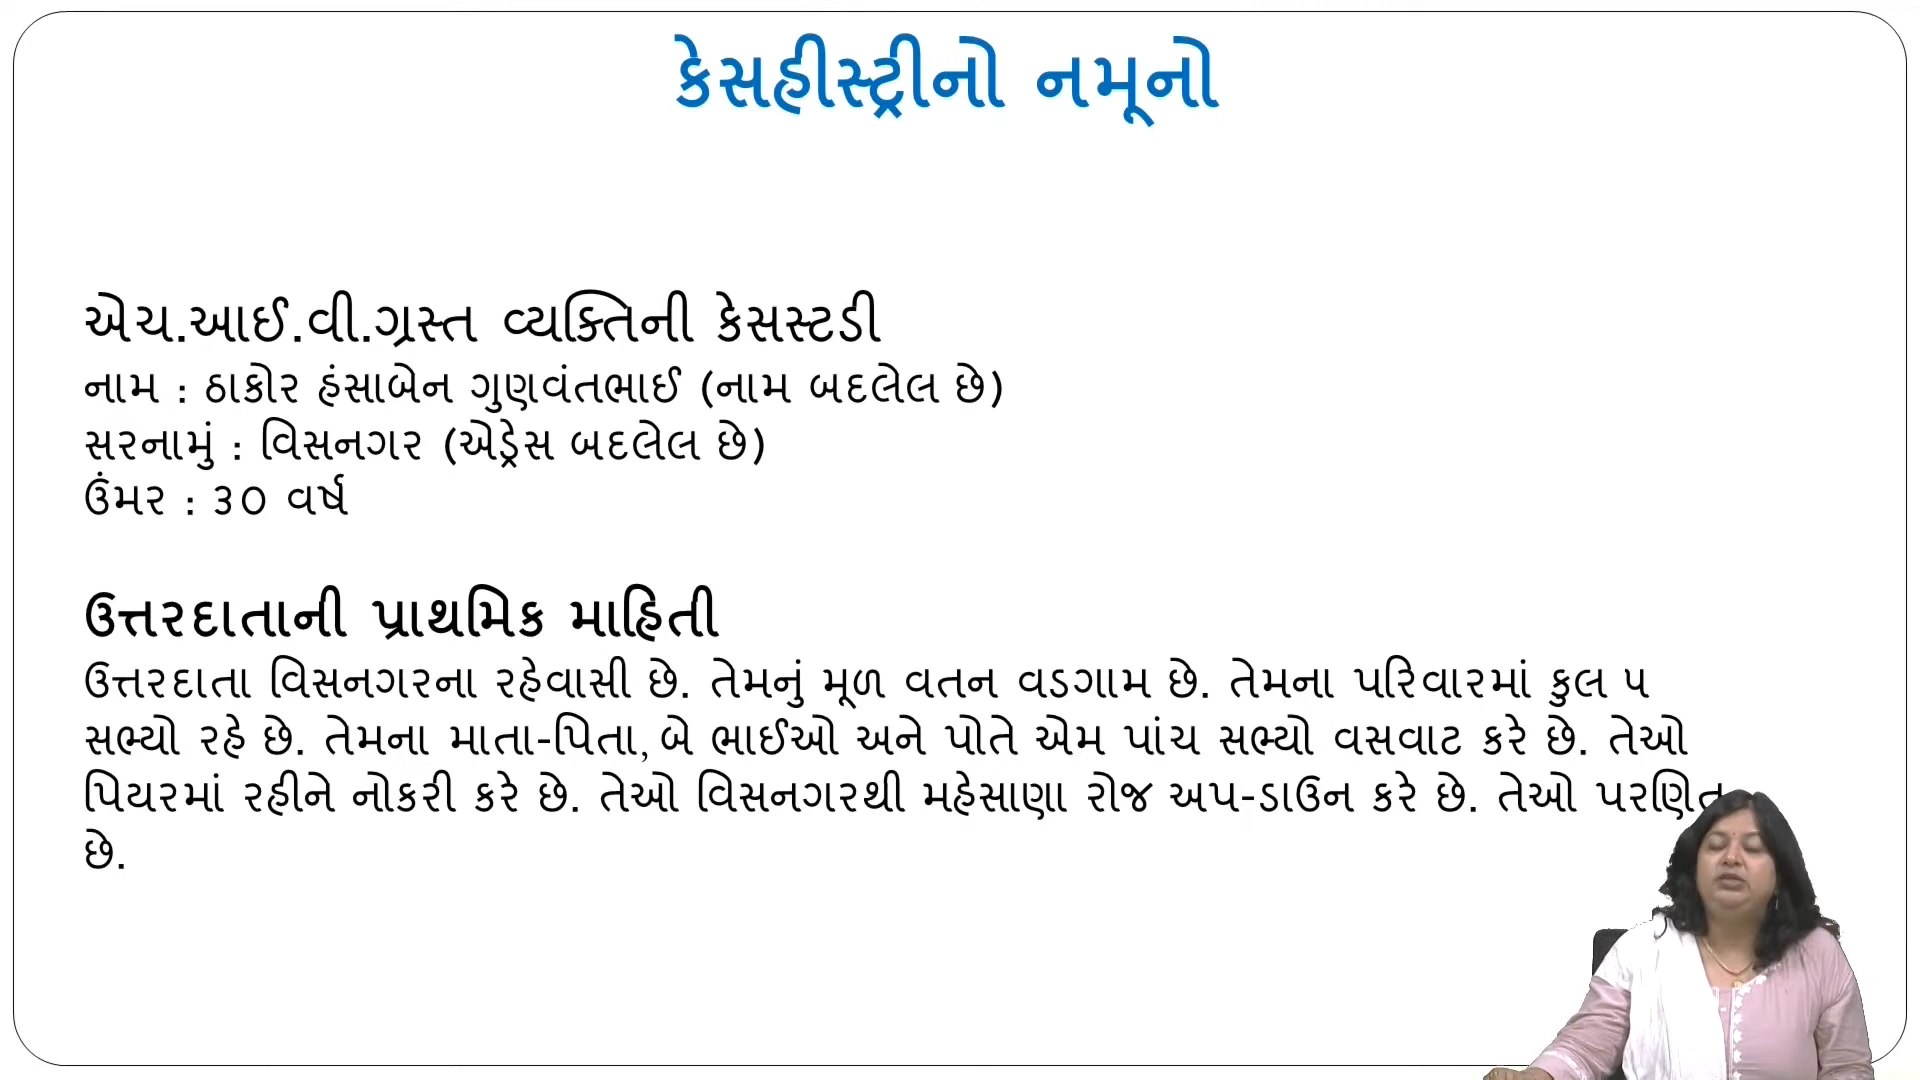 કેસહીસ્ટ્રીનો નમૂનો
એચ.આઈ.વી.ગ્રસ્ત વ્યક્તિની કેસસ્ટડી
નામ : ઠાકોર હંસાબેન ગુણવંતભાઈ (નામ બદલેલ છે)
સરનામું : વિસનગર (એડ્રેસ બદલેલ છે)
ઉંમર : ૩૦ વર્ષ
ઉત્તરદાતાની પ્રાથમિક માહિતી
ઉત્તરદાતા વિસનગરના રહેવાસી છે. તેમનું મૂળ વતન વડગામ છે. તેમના પરિવારમાં કુલ ૫
સભ્યો રહે છે. તેમના માતા-પિતા, બે ભાઈઓ અને પોતે એમ પાંચ સભ્યો વસવાટ કરે છે. તેઓ
પિયરમાં રહીને નોકરી કરે છે. તેઓ વિસનગરથી મહેસાણા રોજ અપ-ડાઉન કરે છે. તેઓ પરણિત
છે.